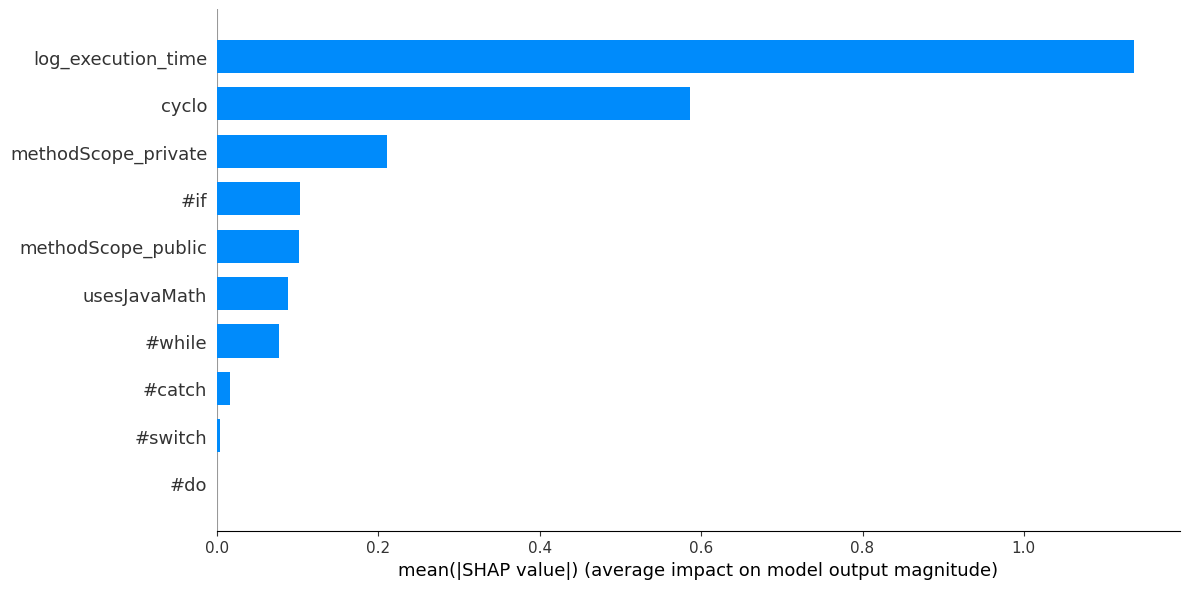 log_execution_time
cyclo
methodScope_private
#if
methodScope_public
usesJavaMath
#while
#catch
#switch
#do
0.0 0.2 0.4 0.6 0.8 1.0
mean(|SHAP value|) (average impact on model output magnitude)